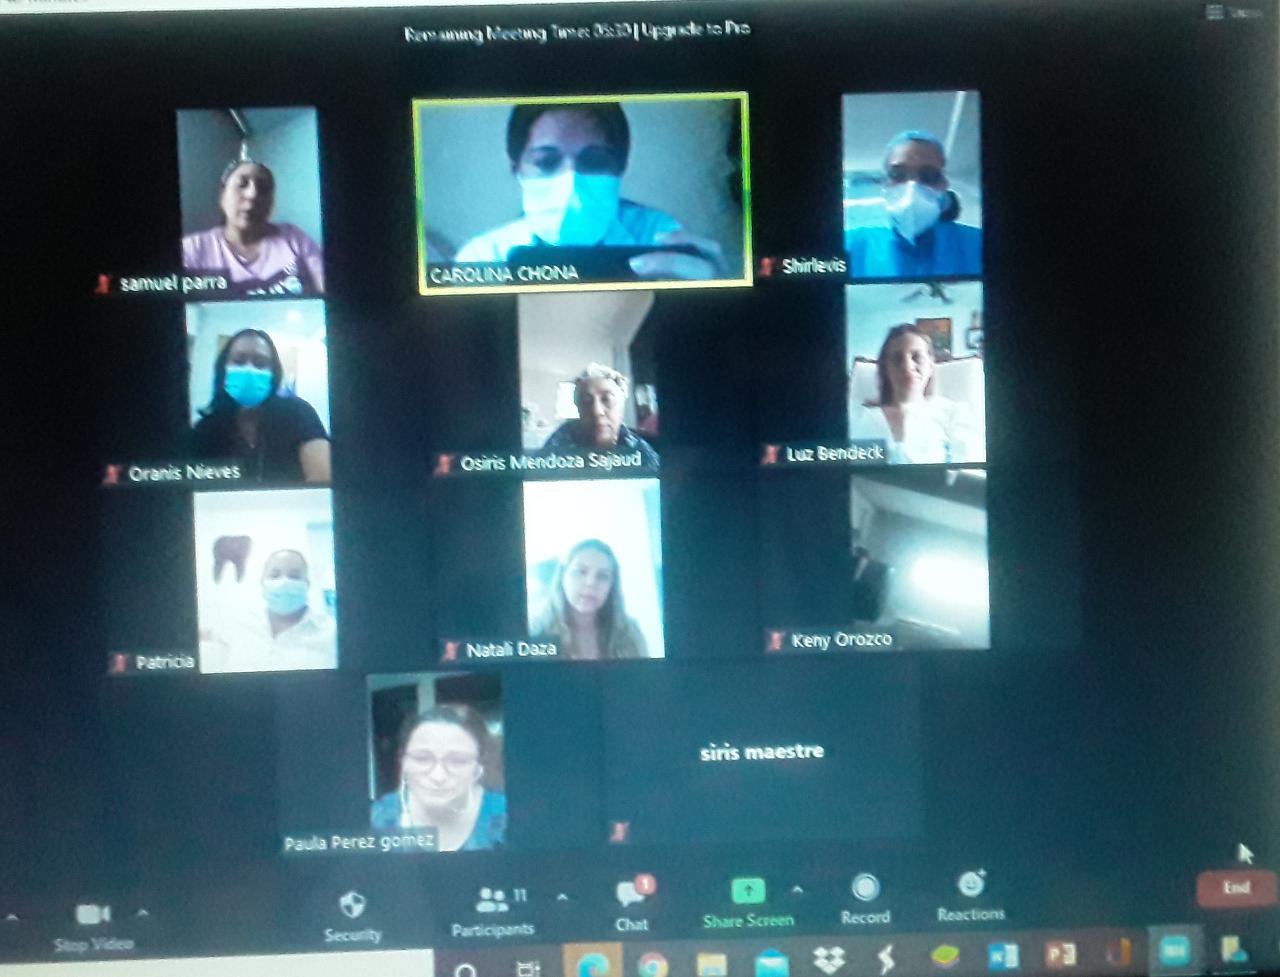 Remaining Meeting Time: 05:30 | Upgrade to Pro
samuel parra
CAROLINA CHONA
Shirlevis
Oranis Nieves
Osiris Mendoza Sajaud
Luz Bendeck
Patricia
Natali Daza
Keny Orozco
Paula Perez gomez
siris maestre
Stop Video
Security
Participants
11
Chat
1
Share Screen
Record
Reactions
End